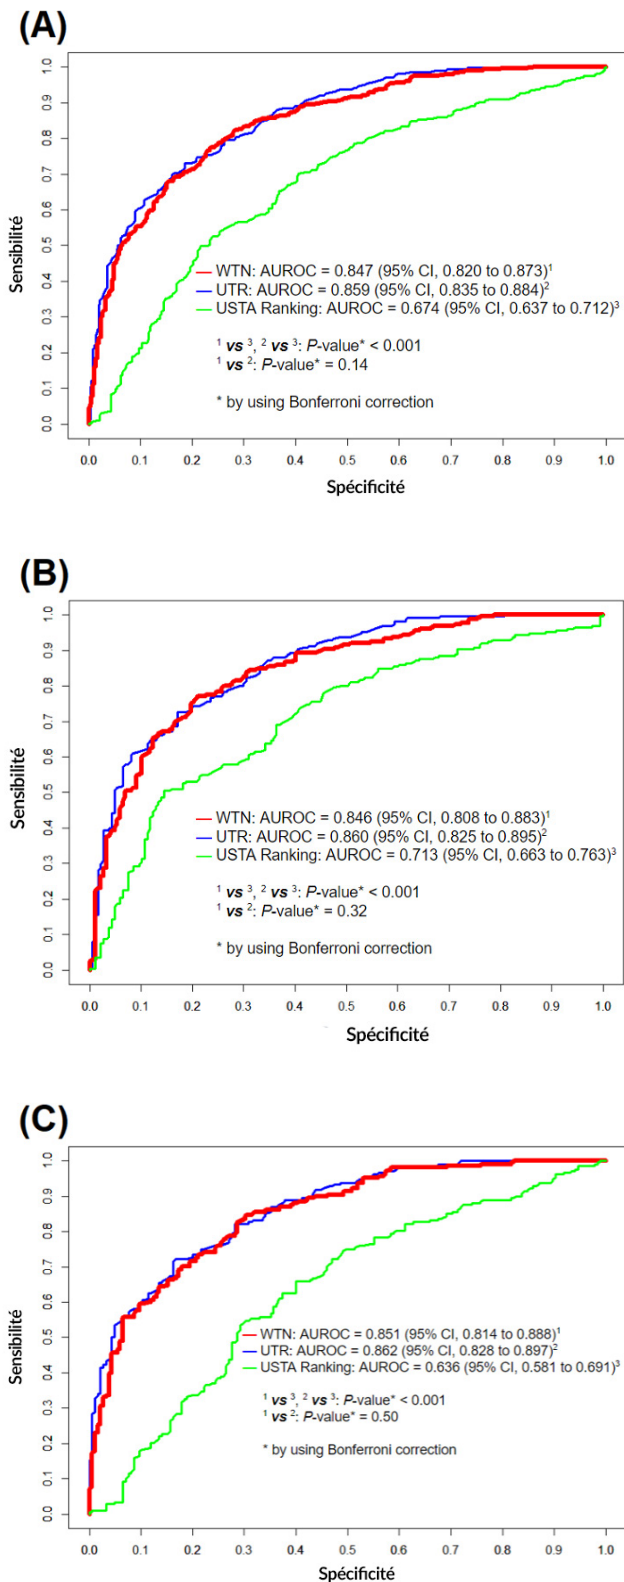 (A)
Sensibilité
1.0
0.9
0.8
0.7
0.6
0.5
0.4
0.3
0.2
0.1
0.0
WTN: AUROC = 0.847 (95% CI, 0.820 to 0.873)¹
UTR: AUROC = 0.859 (95% CI, 0.835 to 0.884)²
USTA Ranking: AUROC = 0.674 (95% CI, 0.637 to 0.712)³
¹ vs ³, ² vs ³: P-value* < 0.001
¹ vs ²: P-value* = 0.14
* by using Bonferroni correction
0.0 0.1 0.2 0.3 0.4 0.5 0.6 0.7 0.8 0.9 1.0
Spécificité
(B)
Sensibilité
1.0
0.9
0.8
0.7
0.6
0.5
0.4
0.3
0.2
0.1
0.0
WTN: AUROC = 0.846 (95% CI, 0.808 to 0.883)¹
UTR: AUROC = 0.860 (95% CI, 0.825 to 0.895)²
USTA Ranking: AUROC = 0.713 (95% CI, 0.663 to 0.763)³
¹ vs ³, ² vs ³: P-value* < 0.001
¹ vs ²: P-value* = 0.32
* by using Bonferroni correction
0.0 0.1 0.2 0.3 0.4 0.5 0.6 0.7 0.8 0.9 1.0
Spécificité
(C)
Sensibilité
1.0
0.9
0.8
0.7
0.6
0.5
0.4
0.3
0.2
0.1
0.0
WTN: AUROC = 0.851 (95% CI, 0.814 to 0.888)¹
UTR: AUROC = 0.862 (95% CI, 0.828 to 0.897)²
USTA Ranking: AUROC = 0.636 (95% CI, 0.581 to 0.691)³
¹ vs ³, ² vs ³: P-value* < 0.001
¹ vs ²: P-value* = 0.50
* by using Bonferroni correction
0.0 0.1 0.2 0.3 0.4 0.5 0.6 0.7 0.8 0.9 1.0
Spécificité